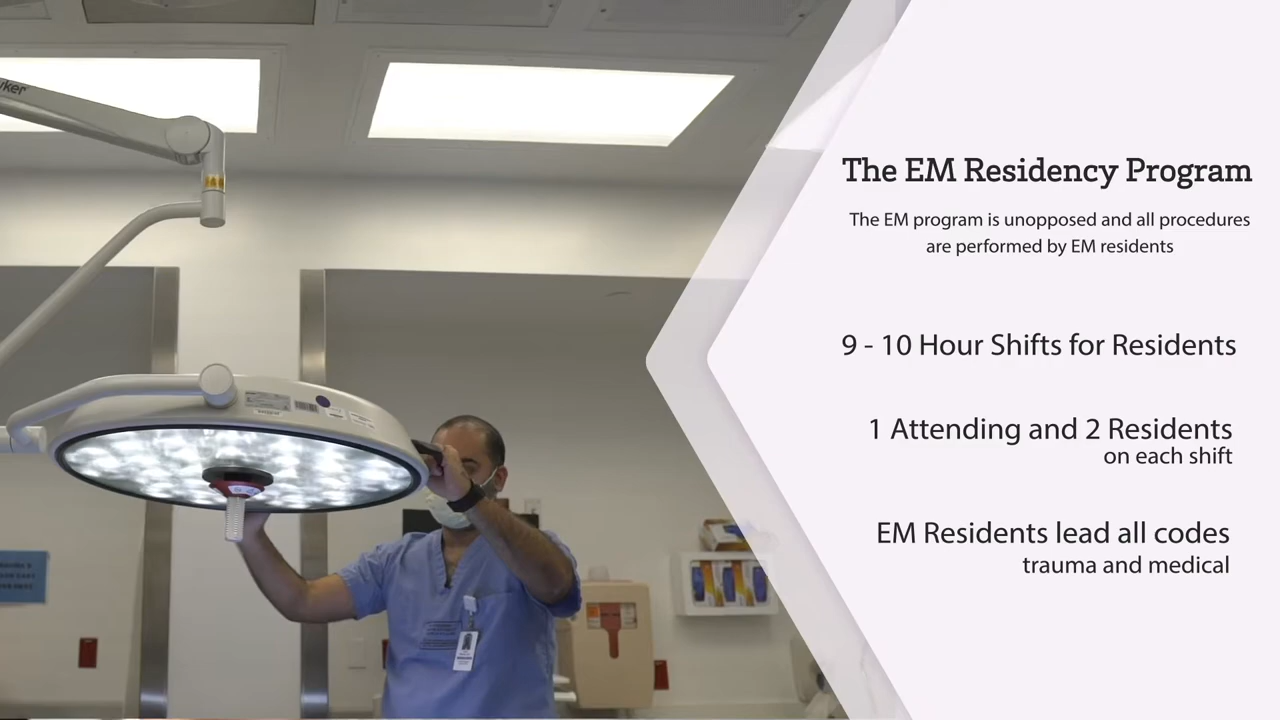 The EM Residency Program
The EM program is unopposed and all procedures
are performed by EM residents
9 - 10 Hour Shifts for Residents
1 Attending and 2 Residents
on each shift
EM Residents lead all codes
trauma and medical